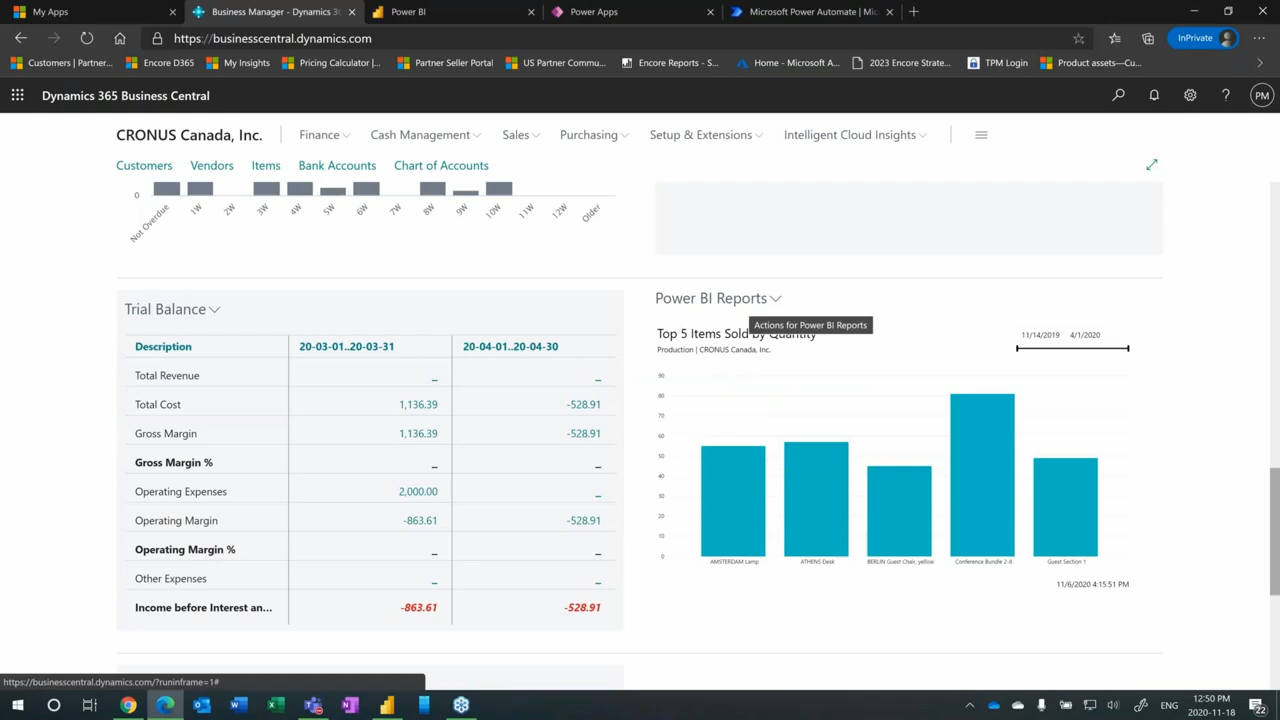 My Apps
Business Manager - Dynamics 3
Power BI
Power Apps
Microsoft Power Automate | Mic
https://businesscentral.dynamics.com
InPrivate
Customers | Partner...
Encore D365
My Insights
Pricing Calculator |...
Partner Seller Portal
US Partner Commu...
Encore Reports - S...
Home - Microsoft A...
2023 Encore Strate...
TPM Login
Product assets—Cu...
Dynamics 365 Business Central
PM
CRONUS Canada, Inc.
Finance
Cash Management
Sales
Purchasing
Setup & Extensions
Intelligent Cloud Insights
Customers
Vendors
Items
Bank Accounts
Chart of Accounts
0
Not Overdue
1W
2W
3W
4W
5W
6W
7W
8W
9W
10W
11W
12W
Older
Trial Balance
Description 20-03-01..20-03-31 20-04-01..20-04-30
Total Revenue _ _
Total Cost 1,136.39 -528.91
Gross Margin 1,136.39 -528.91
Gross Margin % _ _
Operating Expenses 2,000.00 _
Operating Margin -863.61 -528.91
Operating Margin % _ _
Other Expenses _ _
Income before Interest an... -863.61 -528.91
Power BI Reports
Actions for Power BI Reports
Top 5 Items Sold by Quantity
Production | CRONUS Canada, Inc.
11/14/2019 4/1/2020
90
80
70
60
50
40
30
20
10
0
AMSTERDAM Lamp
ATHENS Desk
BERLIN Guest Chair, yellow
Conference Bundle 2-8
Guest Section 1
11/6/2020 4:15:51 PM
https://businesscentral.dynamics.com/?runinframe=1#
ENG
12:50 PM
2020-11-18
22